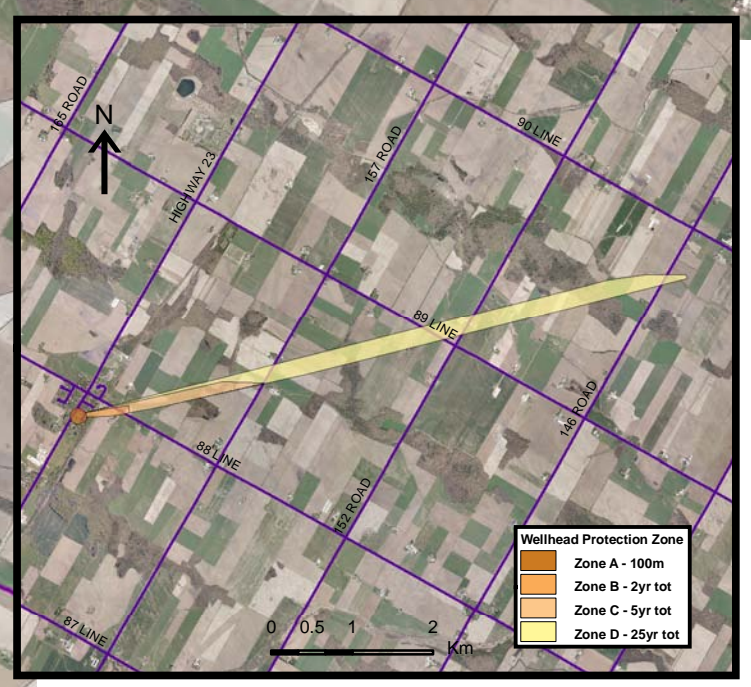 165 ROAD
N
HIGHWAY 23
157 ROAD
90 LINE
89 LINE
88 LINE
146 ROAD
152 ROAD
87 LINE
0 0.5 1 2
Km
Wellhead Protection Zone
Zone A - 100m
Zone B - 2yr tot
Zone C - 5yr tot
Zone D - 25yr tot